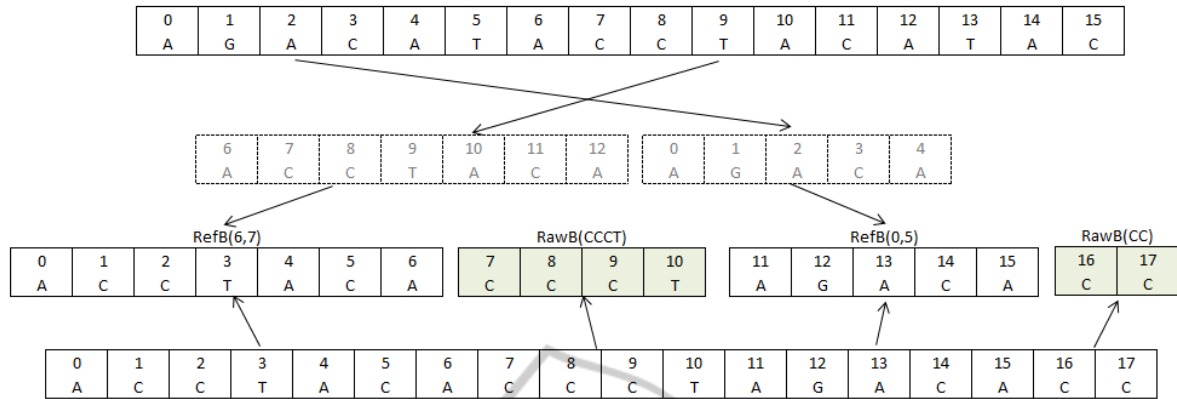 0 1 2 3 4 5 6 7 8 9 10 11 12 13 14 15
A G A C A T A C C T A C A T A C
6 7 8 9 10 11 12 0 1 2 3 4
A C C T A C A A G A C A
RefB(6,7) RawB(CCCT) RefB(0,5) RawB(CC)
0 1 2 3 4 5 6 7 8 9 10 11 12 13 14 15 16 17
A C C T A C A C C C T A G A C A C C
0 1 2 3 4 5 6 7 8 9 10 11 12 13 14 15 16 17
A C C T A C A C C C T A G A C A C C